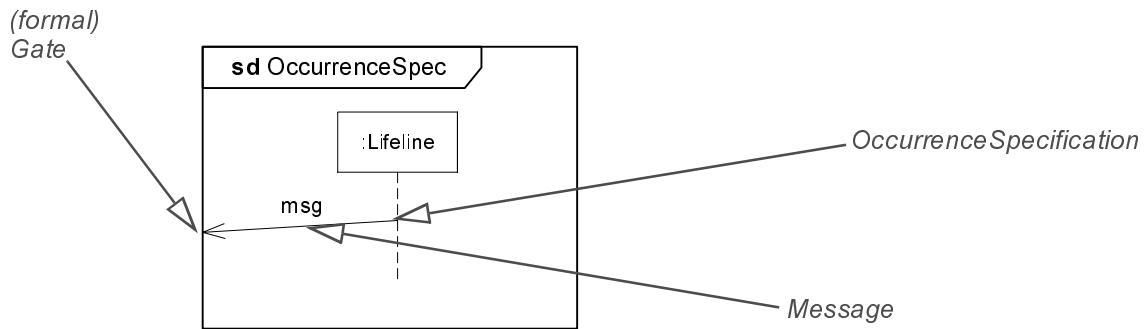 (formal)
Gate
sd OccurrenceSpec
:Lifeline
OccurrenceSpecification
msg
Message